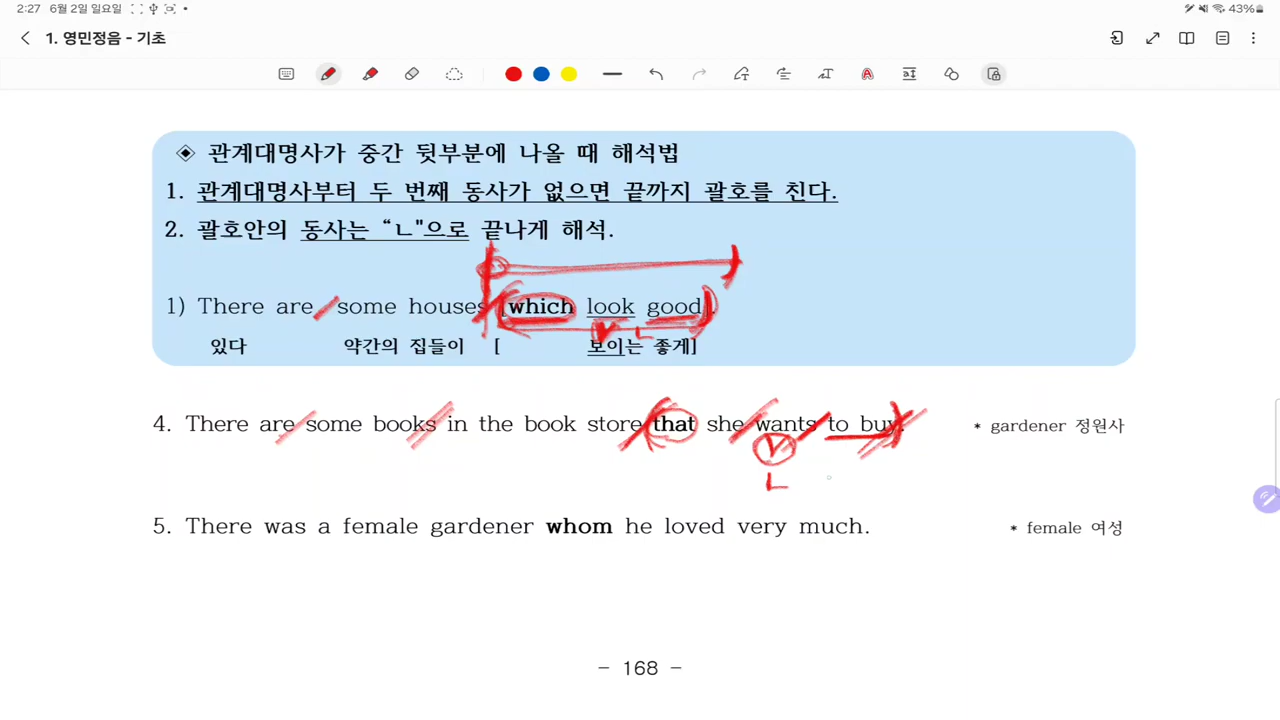 2:27 6월 2일 일요일 43%
1. 영민정음 - 기초
◈ 관계대명사가 중간 뒷부분에 나올 때 해석법
1. 관계대명사부터 두 번째 동사가 없으면 끝까지 괄호를 친다.
2. 괄호안의 동사는 “ㄴ"으로 끝나게 해석.
1) There are some houses [which look good].
있다 약간의 집들이 [ 보이는 좋게]
V ㄴ
4. There are some books in the book store that she wants to buy. * gardener 정원사
V
ㄴ
5. There was a female gardener whom he loved very much. * female 여성
- 168 -